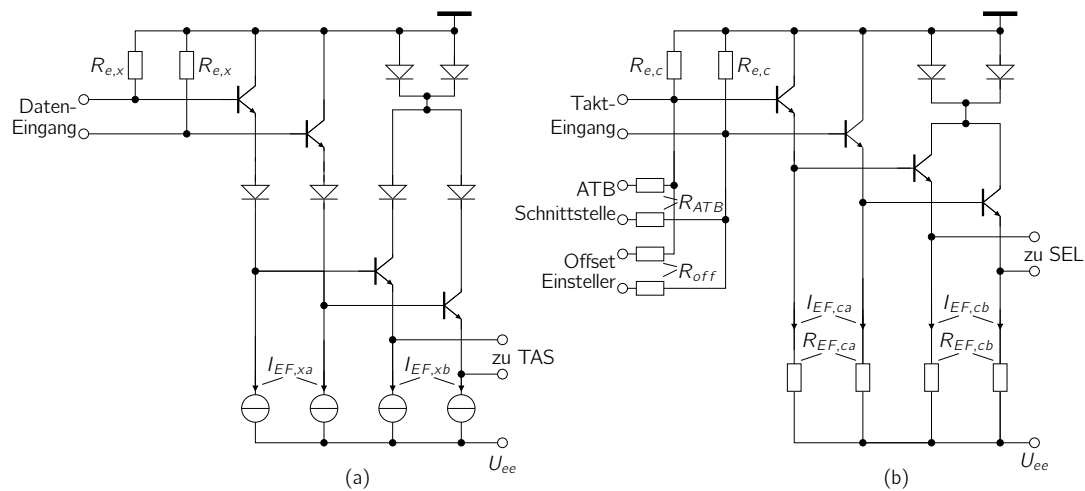 R_{e,x}
R_{e,x}
Daten-
Eingang
I_{EF,xa}
I_{EF,xb}
zu TAS
U_{ee}
(a)
R_{e,c}
R_{e,c}
Takt-
Eingang
ATB
Schnittstelle
R_{ATB}
Offset
Einsteller
R_{off}
zu SEL
I_{EF,ca}
I_{EF,cb}
R_{EF,ca}
R_{EF,cb}
U_{ee}
(b)